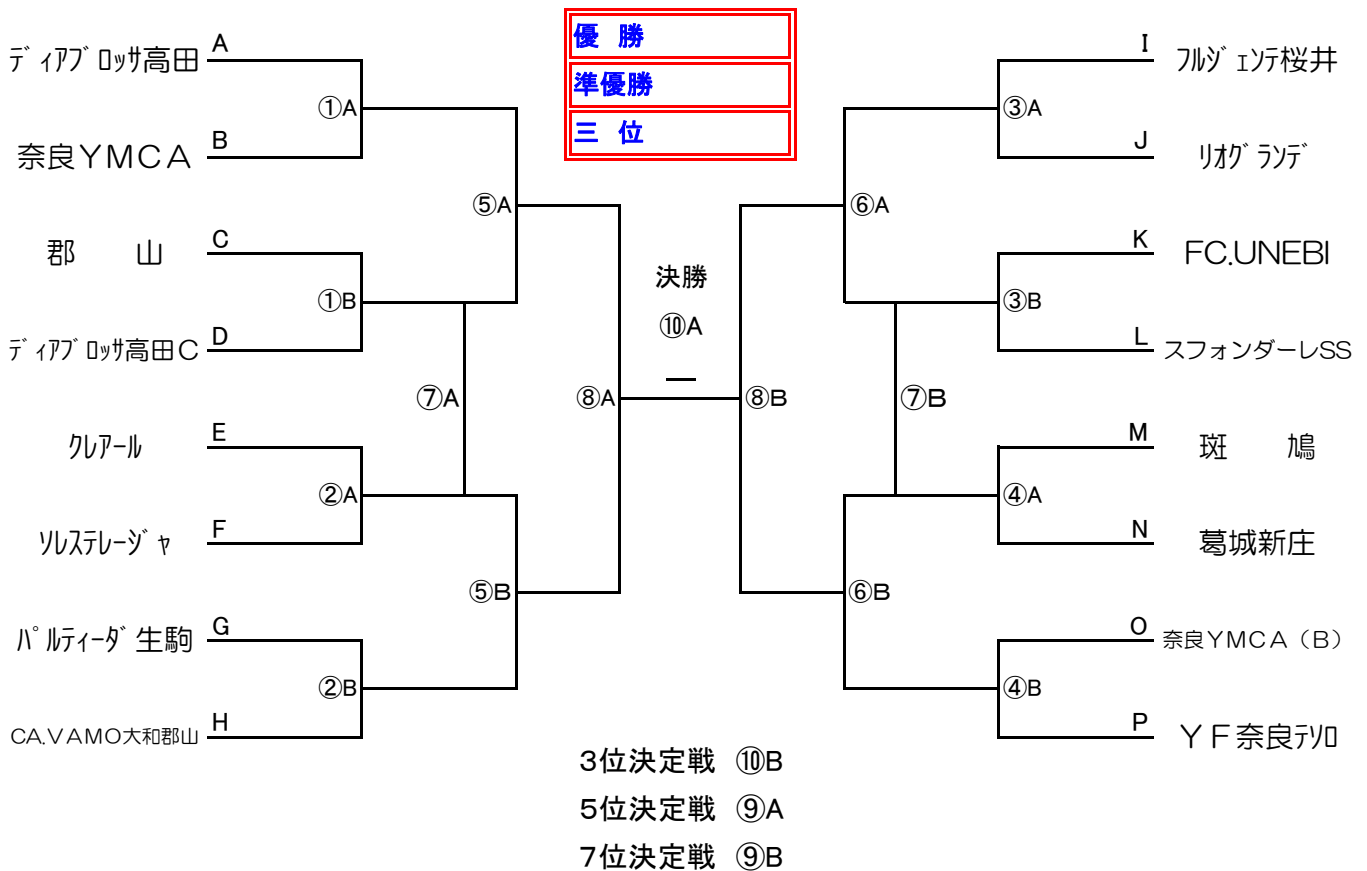 優 勝
準優勝
三 位
ﾃﾞｨｱﾌﾞﾛｯｻ高田 A
①A
奈良YMCA B
⑤A
郡 山 C
①B
ﾃﾞｨｱﾌﾞﾛｯｻ高田C D
⑦A
⑧A
ｸﾚｱｰﾙ E
②A
ｿﾚｽﾃﾚｰｼﾞｬ F
⑤B
ﾊﾟﾙﾃｨｰﾀﾞ生駒 G
②B
CA.VAMO大和郡山 H
決勝
⑩A
I ﾌﾙｼﾞｪﾝﾃ桜井
③A
J ﾘｵｸﾞﾗﾝﾃﾞ
⑥A
K FC.UNEBI
③B
L スフォンダーレSS
⑧B
⑦B
M 斑 鳩
④A
N 葛城新庄
⑥B
O 奈良YMCA（B）
④B
P YF奈良ﾃｿﾛ
3位決定戦 ⑩B
5位決定戦 ⑨A
7位決定戦 ⑨B